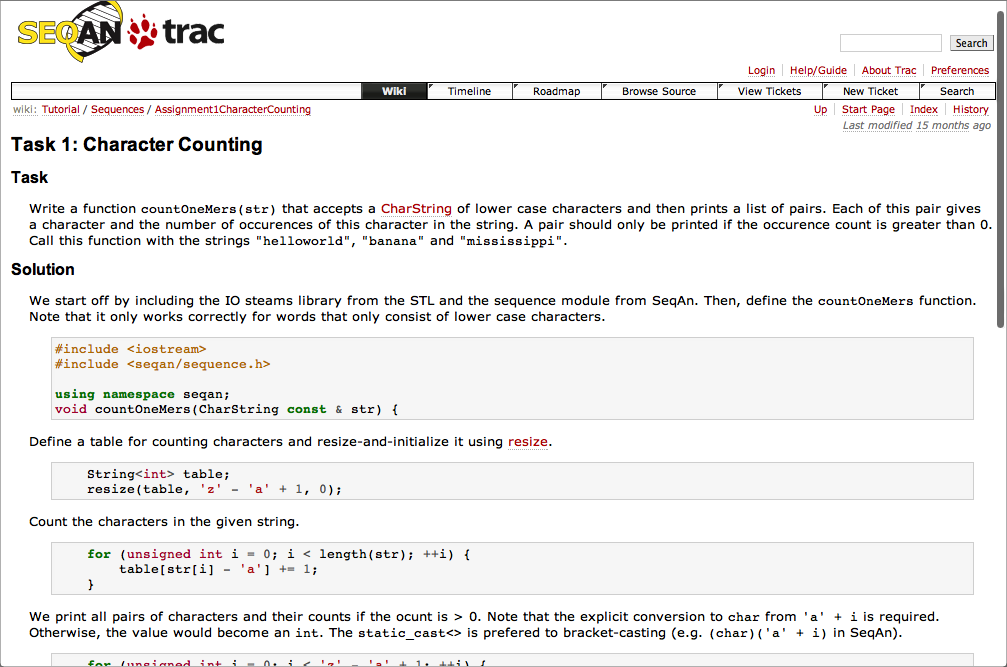 SEQAN trac
Search
Login Help/Guide About Trac Preferences
Wiki Timeline Roadmap Browse Source View Tickets New Ticket Search
wiki: Tutorial / Sequences / Assignment1CharacterCounting
Up Start Page Index History
Last modified 15 months ago
Task 1: Character Counting
Task
Write a function countOneMers(str) that accepts a CharString of lower case characters and then prints a list of pairs. Each of this pair gives
a character and the number of occurences of this character in the string. A pair should only be printed if the occurence count is greater than 0.
Call this function with the strings "helloworld", "banana" and "mississippi".
Solution
We start off by including the IO steams library from the STL and the sequence module from SeqAn. Then, define the countOneMers function.
Note that it only works correctly for words that only consist of lower case characters.
#include <iostream>
#include <seqan/sequence.h>
using namespace seqan;
void countOneMers(CharString const & str) {
Define a table for counting characters and resize-and-initialize it using resize.
String<int> table;
resize(table, 'z' - 'a' + 1, 0);
Count the characters in the given string.
for (unsigned int i = 0; i < length(str); ++i) {
table[str[i] - 'a'] += 1;
}
We print all pairs of characters and their counts if the ocunt is > 0. Note that the explicit conversion to char from 'a' + i is required.
Otherwise, the value would become an int. The static_cast<> is prefered to bracket-casting (e.g. (char)('a' + i) in SeqAn).
for (unsigned int i = 0; i < 'z' - 'a' + 1; ++i) {